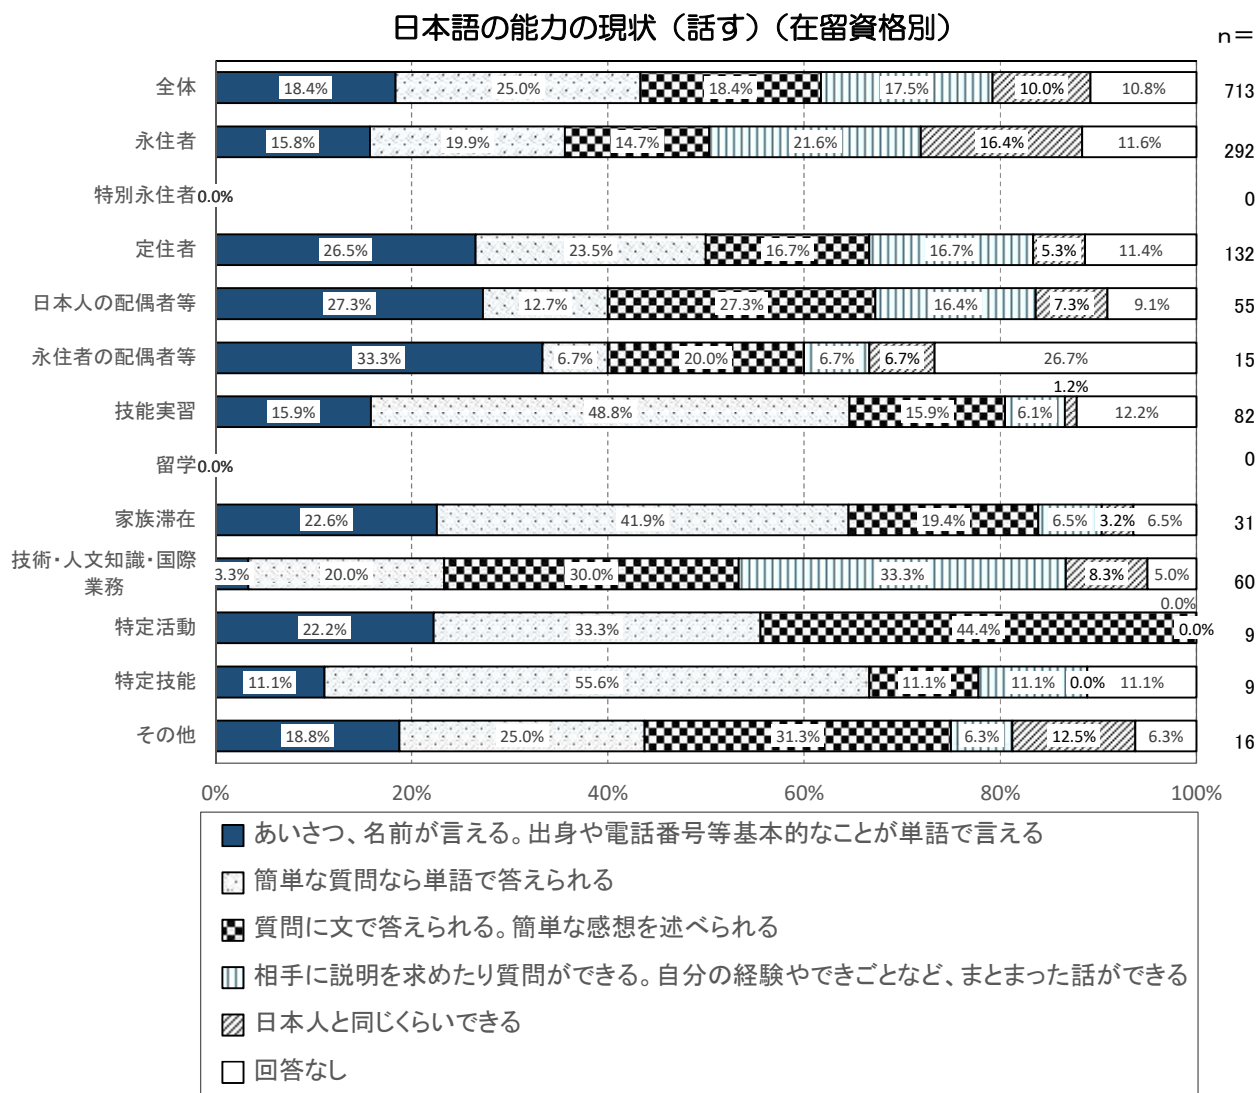 日本語の能力の現状（話す）（在留資格別）
n＝
全体 18.4% 25.0% 18.4% 17.5% 10.0% 10.8% 713
永住者 15.8% 19.9% 14.7% 21.6% 16.4% 11.6% 292
特別永住者 0.0% 0
定住者 26.5% 23.5% 16.7% 16.7% 5.3% 11.4% 132
日本人の配偶者等 27.3% 12.7% 27.3% 16.4% 7.3% 9.1% 55
永住者の配偶者等 33.3% 6.7% 20.0% 6.7% 6.7% 26.7% 15
1.2%
技能実習 15.9% 48.8% 15.9% 6.1% 12.2% 82
留学 0.0% 0
家族滞在 22.6% 41.9% 19.4% 6.5% 3.2% 6.5% 31
技術・人文知識・国際
業務 3.3% 20.0% 30.0% 33.3% 8.3% 5.0% 60
0.0%
特定活動 22.2% 33.3% 44.4% 0.0% 9
特定技能 11.1% 55.6% 11.1% 11.1% 0.0% 11.1% 9
その他 18.8% 25.0% 31.3% 6.3% 12.5% 6.3% 16
0% 20% 40% 60% 80% 100%
あいさつ、名前が言える。出身や電話番号等基本的なことが単語で言える
簡単な質問なら単語で答えられる
質問に文で答えられる。簡単な感想を述べられる
相手に説明を求めたり質問ができる。自分の経験やできごとなど、まとまった話ができる
日本人と同じくらいできる
回答なし